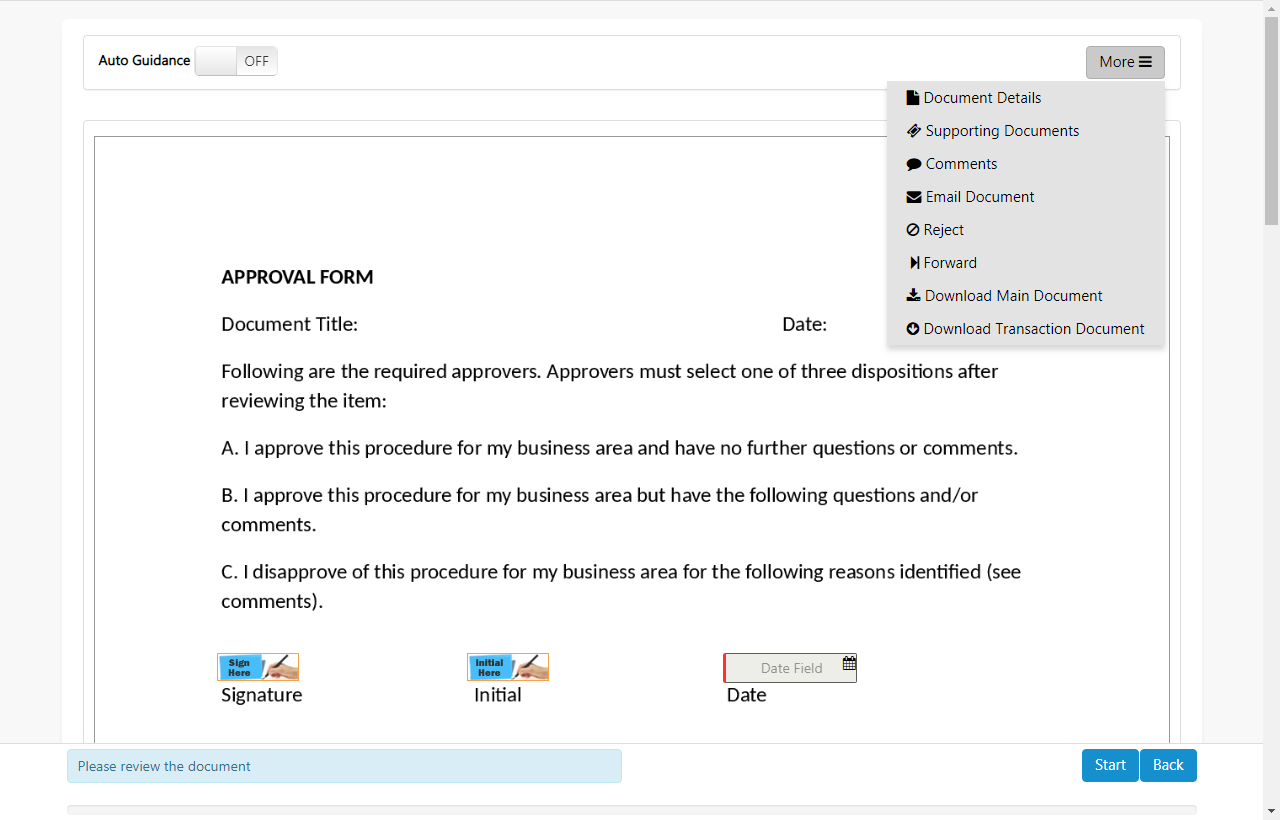 Auto Guidance OFF More
Document Details
Supporting Documents
Comments
Email Document
Reject
Forward
Download Main Document
Download Transaction Document
APPROVAL FORM
Document Title: Date:
Following are the required approvers. Approvers must select one of three dispositions after
reviewing the item:
A. I approve this procedure for my business area and have no further questions or comments.
B. I approve this procedure for my business area but have the following questions and/or
comments.
C. I disapprove of this procedure for my business area for the following reasons identified (see
comments).
Sign Here
Initial Here
Date Field
Signature Initial Date
Please review the document Start Back